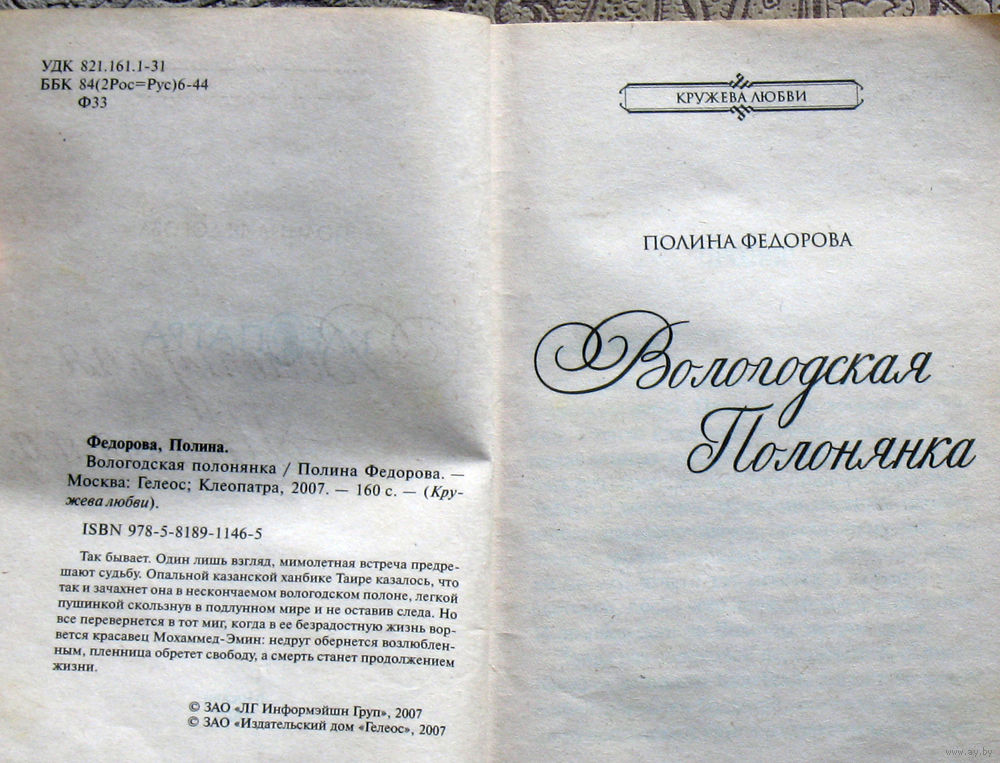 УДК 821.161.1-31
ББК 84(2Рос=Рус)6-44
Ф33
Федорова, Полина.
Вологодская полонянка / Полина Федорова. —
Москва: Гелеос; Клеопатра, 2007. — 160 с. — (Кру-
жева любви).
ISBN 978-5-8189-1146-5
Так бывает. Один лишь взгляд, мимолетная встреча предре-
шают судьбу. Опальной казанской ханбике Таире казалось, что
так и зачахнет она в нескончаемом вологодском полоне, легкой
пушинкой скользнув в подлунном мире и не оставив следа. Но
все перевернется в тот миг, когда в ее безрадостную жизнь вор-
вется красавец Мохаммед-Эмин: недруг обернется возлюблен-
ным, пленница обретет свободу, а смерть станет продолжением
жизни.
© ЗАО «ЛГ Информэйшн Груп», 2007
© ЗАО «Издательский дом «Гелеос», 2007
КРУЖЕВА ЛЮБВИ
ПОЛИНА ФЕДОРОВА
Вологодская
Полонянка
www.ay.by